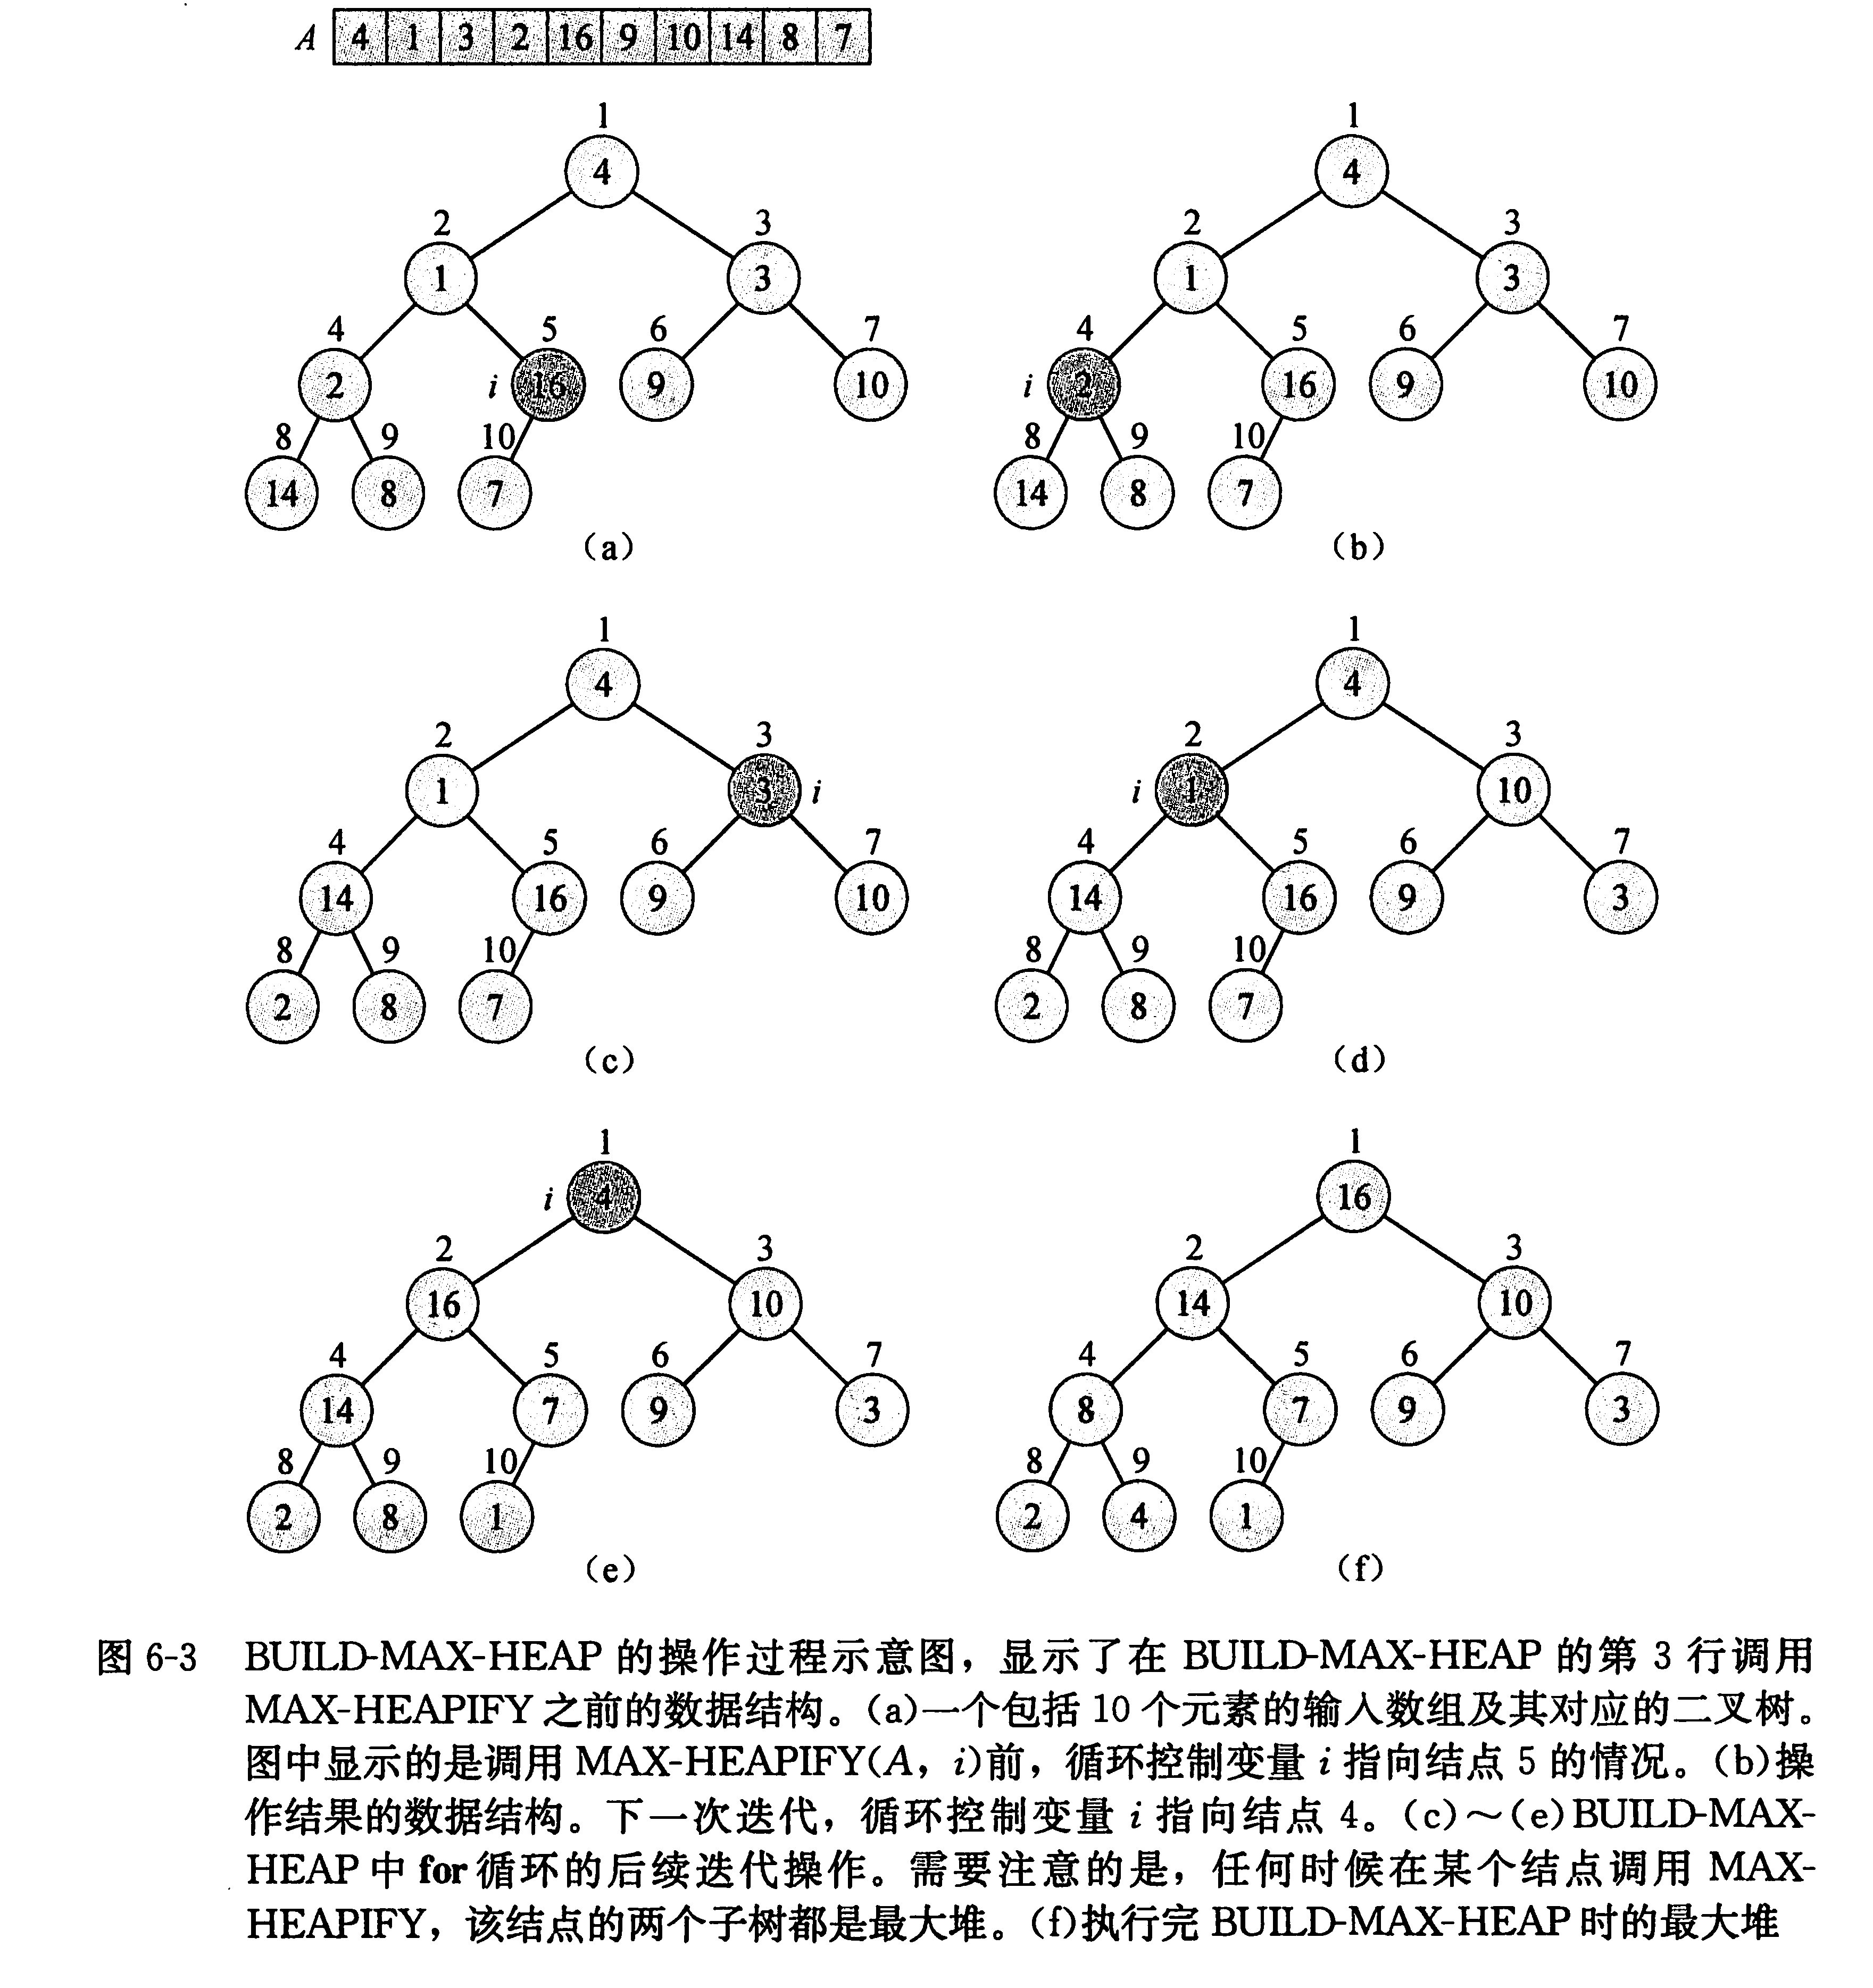 A 4 1 3 2 16 9 10 14 8 7
1 1
4 4
2 3 2 3
1 3 1 3
4 5 6 7 4 5 6 7
2 i 16 9 10 i 2 16 9 10
8 9 10 8 9 10
14 8 7 14 8 7
(a) (b)
1 1
4 4
2 3 2 3
1 3 i i 1 10
4 5 6 7 4 5 6 7
14 16 9 10 14 16 9 3
8 9 10 8 9 10
2 8 7 2 8 7
(c) (d)
1 1
i 4 16
2 3 2 3
16 10 14 10
4 5 6 7 4 5 6 7
14 7 9 3 8 7 9 3
8 9 10 8 9 10
2 8 1 2 4 1
(e) (f)
图 6-3 BUILD-MAX-HEAP 的操作过程示意图，显示了在 BUILD-MAX-HEAP 的第 3 行调用
MAX-HEAPIFY 之前的数据结构。(a)一个包括 10 个元素的输入数组及其对应的二叉树。
图中显示的是调用 MAX-HEAPIFY(A，i)前，循环控制变量 i 指向结点 5 的情况。(b)操
作结果的数据结构。下一次迭代，循环控制变量 i 指向结点 4。(c)～(e)BUILD-MAX-
HEAP 中 for 循环的后续迭代操作。需要注意的是，任何时候在某个结点调用 MAX-
HEAPIFY，该结点的两个子树都是最大堆。(f)执行完 BUILD-MAX-HEAP 时的最大堆